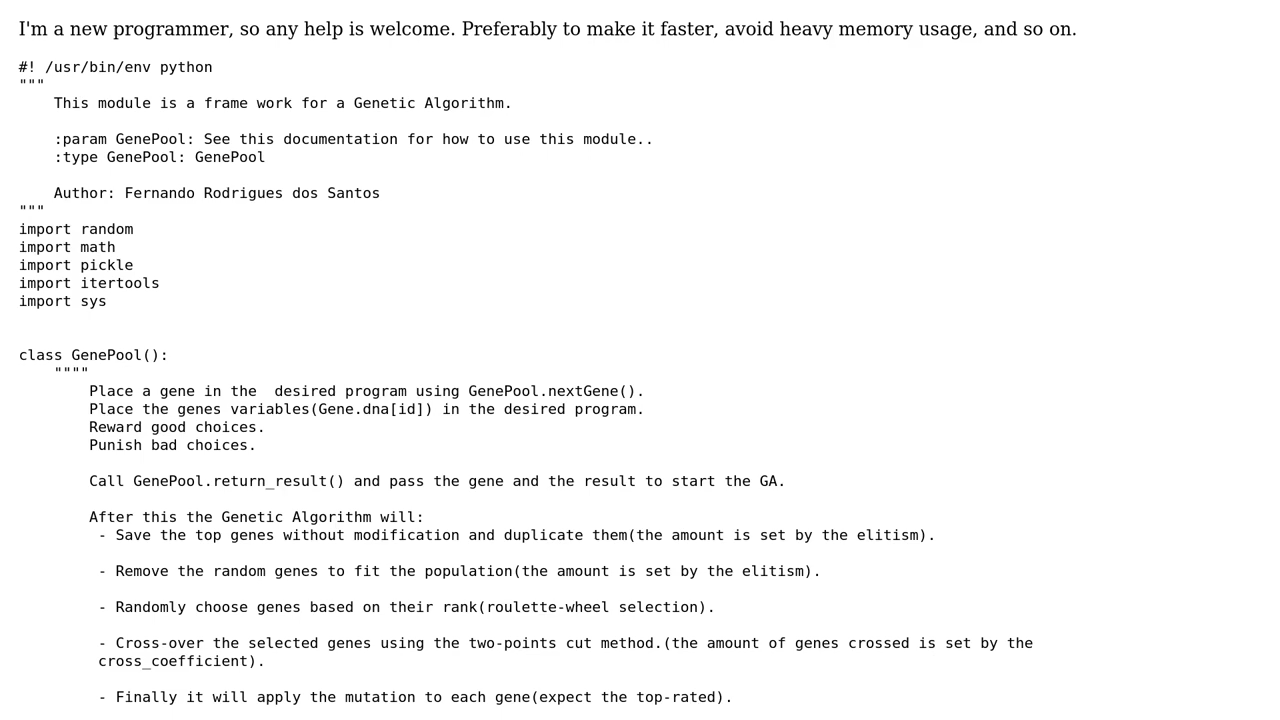 I'm a new programmer, so any help is welcome. Preferably to make it faster, avoid heavy memory usage, and so on.
#! /usr/bin/env python
"""
This module is a frame work for a Genetic Algorithm.
:param GenePool: See this documentation for how to use this module..
:type GenePool: GenePool
Author: Fernando Rodrigues dos Santos
"""
import random
import math
import pickle
import itertools
import sys
class GenePool():
""""
Place a gene in the  desired program using GenePool.nextGene().
Place the genes variables(Gene.dna[id]) in the desired program.
Reward good choices.
Punish bad choices.
Call GenePool.return_result() and pass the gene and the result to start the GA.
After this the Genetic Algorithm will:
- Save the top genes without modification and duplicate them(the amount is set by the elitism).
- Remove the random genes to fit the population(the amount is set by the elitism).
- Randomly choose genes based on their rank(roulette-wheel selection).
- Cross-over the selected genes using the two-points cut method.(the amount of genes crossed is set by the
cross_coefficient).
- Finally it will apply the mutation to each gene(expect the top-rated).